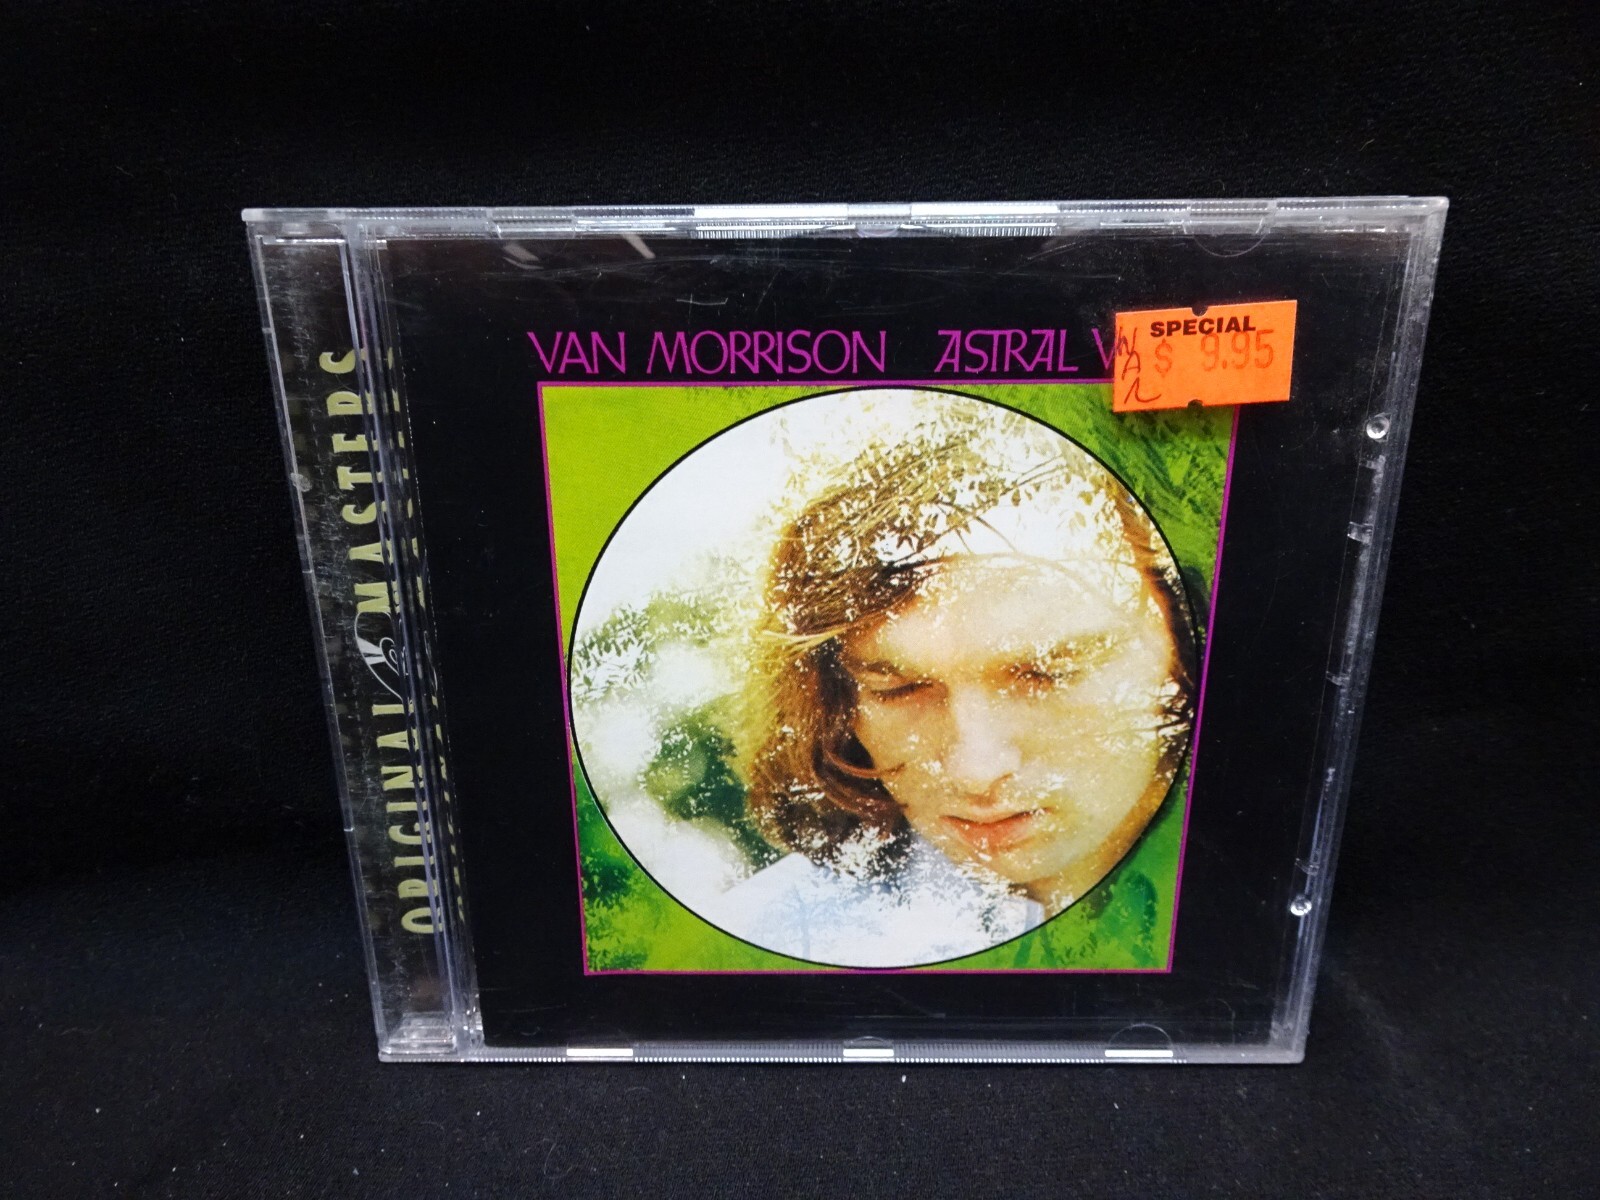 VAN MORRISON ASTRAL W
SPECIAL
$ 9.95
ORIGINAL MASTERS